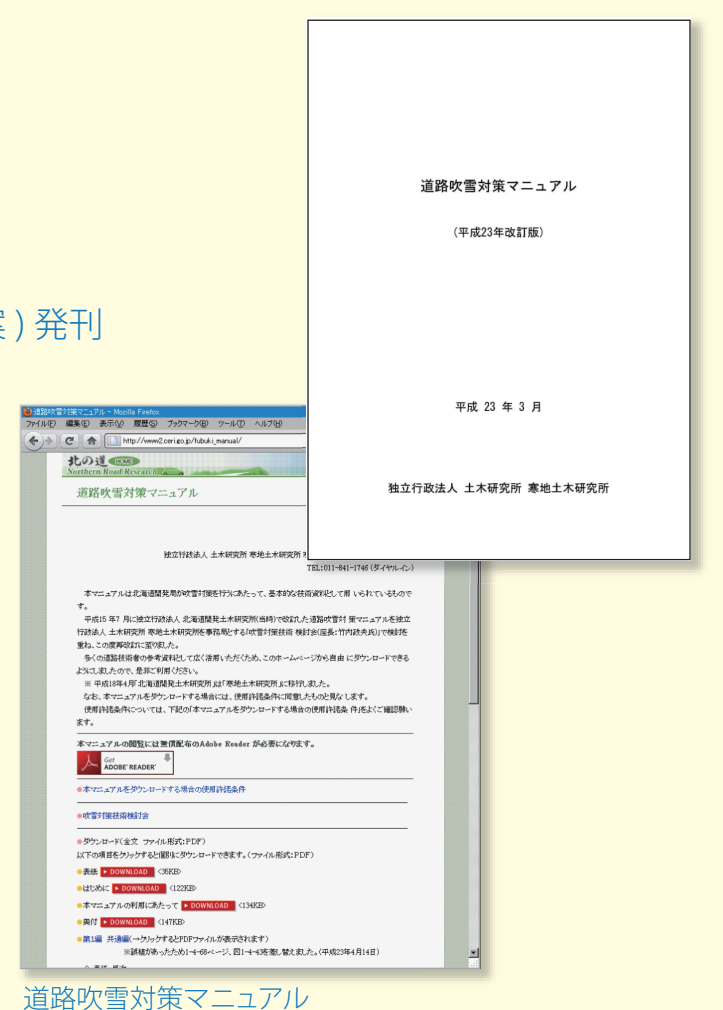 道路吹雪対策マニュアル
(平成23年改訂版)
平成 23 年 3 月
独立行政法人 土木研究所 寒地土木研究所
)発刊
道路吹雪対策マニュアル - Mozilla Firefox
ファイル(F) 編集(E) 表示(V) 履歴(S) ブックマーク(B) ツール(T) ヘルプ(H)
http://www2.ceri.go.jp/fubuki_manual/
北の道 HOME
Northern Road Research
道路吹雪対策マニュアル
独立行政法人 土木研究所 寒地土木研究所
TEL:011-841-1746 (ダイヤルイン)
本マニュアルは北海道開発局が吹雪対策を行うにあたって、基本的な技術資料として用 いられているもので
す。
平成15 年7 月に独立行政法人 北海道開発土木研究所(当時)で改訂した道路吹雪対 策マニュアルを独立
行政法人 土木研究所 寒地土木研究所を事務局とする「吹雪対策技術 検討会(座長:竹内政夫氏)」で検討を
重ね、この度再改訂に至りました。
多くの道路技術者の参考資料として広く活用いただくため、このホームページから自由 にダウンロードできる
ようにしましたので、是非ご利用ください。
※ 平成18年4月「北海道開発土木研究所」は「寒地土木研究所」に移行しました。
なお、本マニュアルをダウンロードする場合には、使用許諾条件に同意したものと見なし ます。
使用許諾条件については、下記の「本マニュアルをダウンロードする場合の使用許諾条 件」をよくご確認願い
ます。
本マニュアルの閲覧には無償配布のAdobe Reader が必要になります。
Get
ADOBE® READER®
●本マニュアルをダウンロードする場合の使用許諾条件
●吹雪対策技術検討会
●ダウンロード(全文 ファイル形式:PDF)
以下の項目をクリックすると個別にダウンロードできます。(ファイル形式:PDF)
●表紙 DOWNLOAD <35KB>
●はじめに DOWNLOAD <122KB>
●本マニュアルの利用にあたって DOWNLOAD <134KB>
●奥付 DOWNLOAD <147KB>
●第1編 共通編(→クリックするとPDFファイルが表示されます)
※誤植があったため1-4-68ページ、図1-4-43を差し替えました。(平成23年4月14日)
道路吹雪対策マニュアル